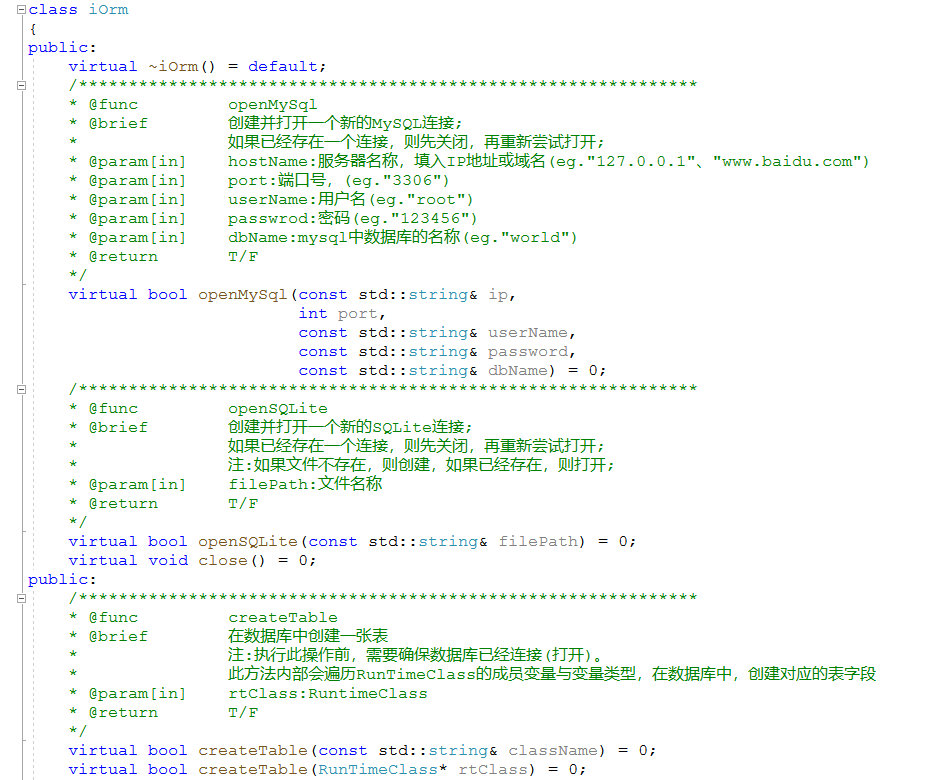 class iOrm
{
public:
    virtual ~iOrm() = default;
    /**************************************************************
    * @func         openMySql
    * @brief        创建并打开一个新的MySQL连接;
    *               如果已经存在一个连接，则先关闭，再重新尝试打开;
    * @param[in]    hostName:服务器名称，填入IP地址或域名(eg."127.0.0.1"、"www.baidu.com")
    * @param[in]    port:端口号，(eg."3306")
    * @param[in]    userName:用户名(eg."root")
    * @param[in]    passwrod:密码(eg."123456")
    * @param[in]    dbName:mysql中数据库的名称(eg."world")
    * @return       T/F
    */
    virtual bool openMySql(const std::string& ip,
                           int port,
                           const std::string& userName,
                           const std::string& password,
                           const std::string& dbName) = 0;
    /**************************************************************
    * @func         openSQLite
    * @brief        创建并打开一个新的SQLite连接;
    *               如果已经存在一个连接，则先关闭，再重新尝试打开;
    *               注:如果文件不存在，则创建，如果已经存在，则打开;
    * @param[in]    filePath:文件名称
    * @return       T/F
    */
    virtual bool openSQLite(const std::string& filePath) = 0;
    virtual void close() = 0;
public:
    /**************************************************************
    * @func         createTable
    * @brief        在数据库中创建一张表
    *               注:执行此操作前，需要确保数据库已经连接(打开)。
    *               此方法内部会遍历RunTimeClass的成员变量与变量类型，在数据库中，创建对应的表字段
    * @param[in]    rtClass:RuntimeClass
    * @return       T/F
    */
    virtual bool createTable(const std::string& className) = 0;
    virtual bool createTable(RunTimeClass* rtClass) = 0;